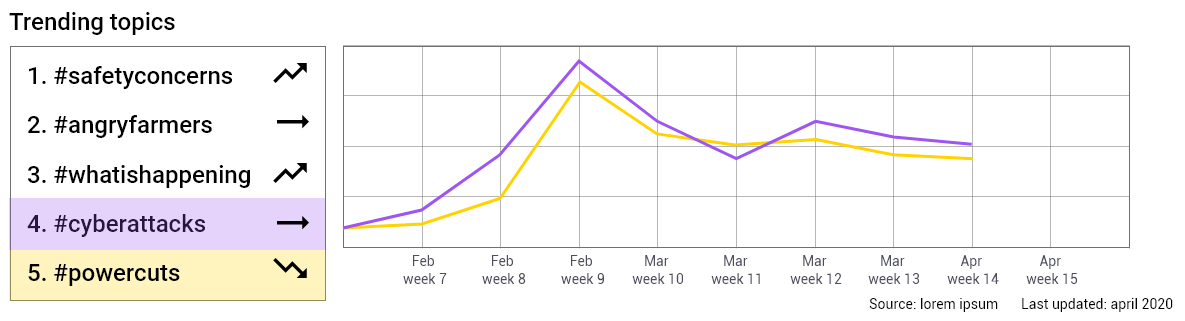 Trending topics
1. #safetyconcerns
2. #angryfarmers
3. #whatishappening
4. #cyberattacks
5. #powercuts
Feb week 7
Feb week 8
Feb week 9
Mar week 10
Mar week 11
Mar week 12
Mar week 13
Apr week 14
Apr week 15
Source: lorem ipsum
Last updated: april 2020